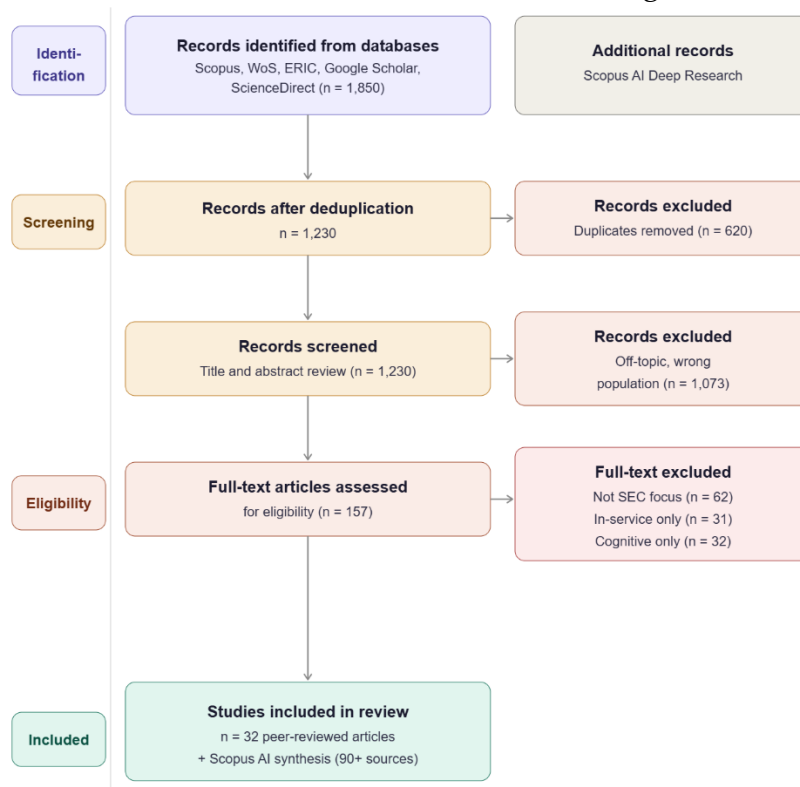 Identi-
fication
Records identified from databases
Scopus, WoS, ERIC, Google Scholar,
ScienceDirect (n = 1,850)
Additional records
Scopus AI Deep Research
Screening
Records after deduplication
n = 1,230
Records excluded
Duplicates removed (n = 620)
Records screened
Title and abstract review (n = 1,230)
Records excluded
Off-topic, wrong
population (n = 1,073)
Eligibility
Full-text articles assessed
for eligibility (n = 157)
Full-text excluded
Not SEC focus (n = 62)
In-service only (n = 31)
Cognitive only (n = 32)
Included
Studies included in review
n = 32 peer-reviewed articles
+ Scopus AI synthesis (90+ sources)